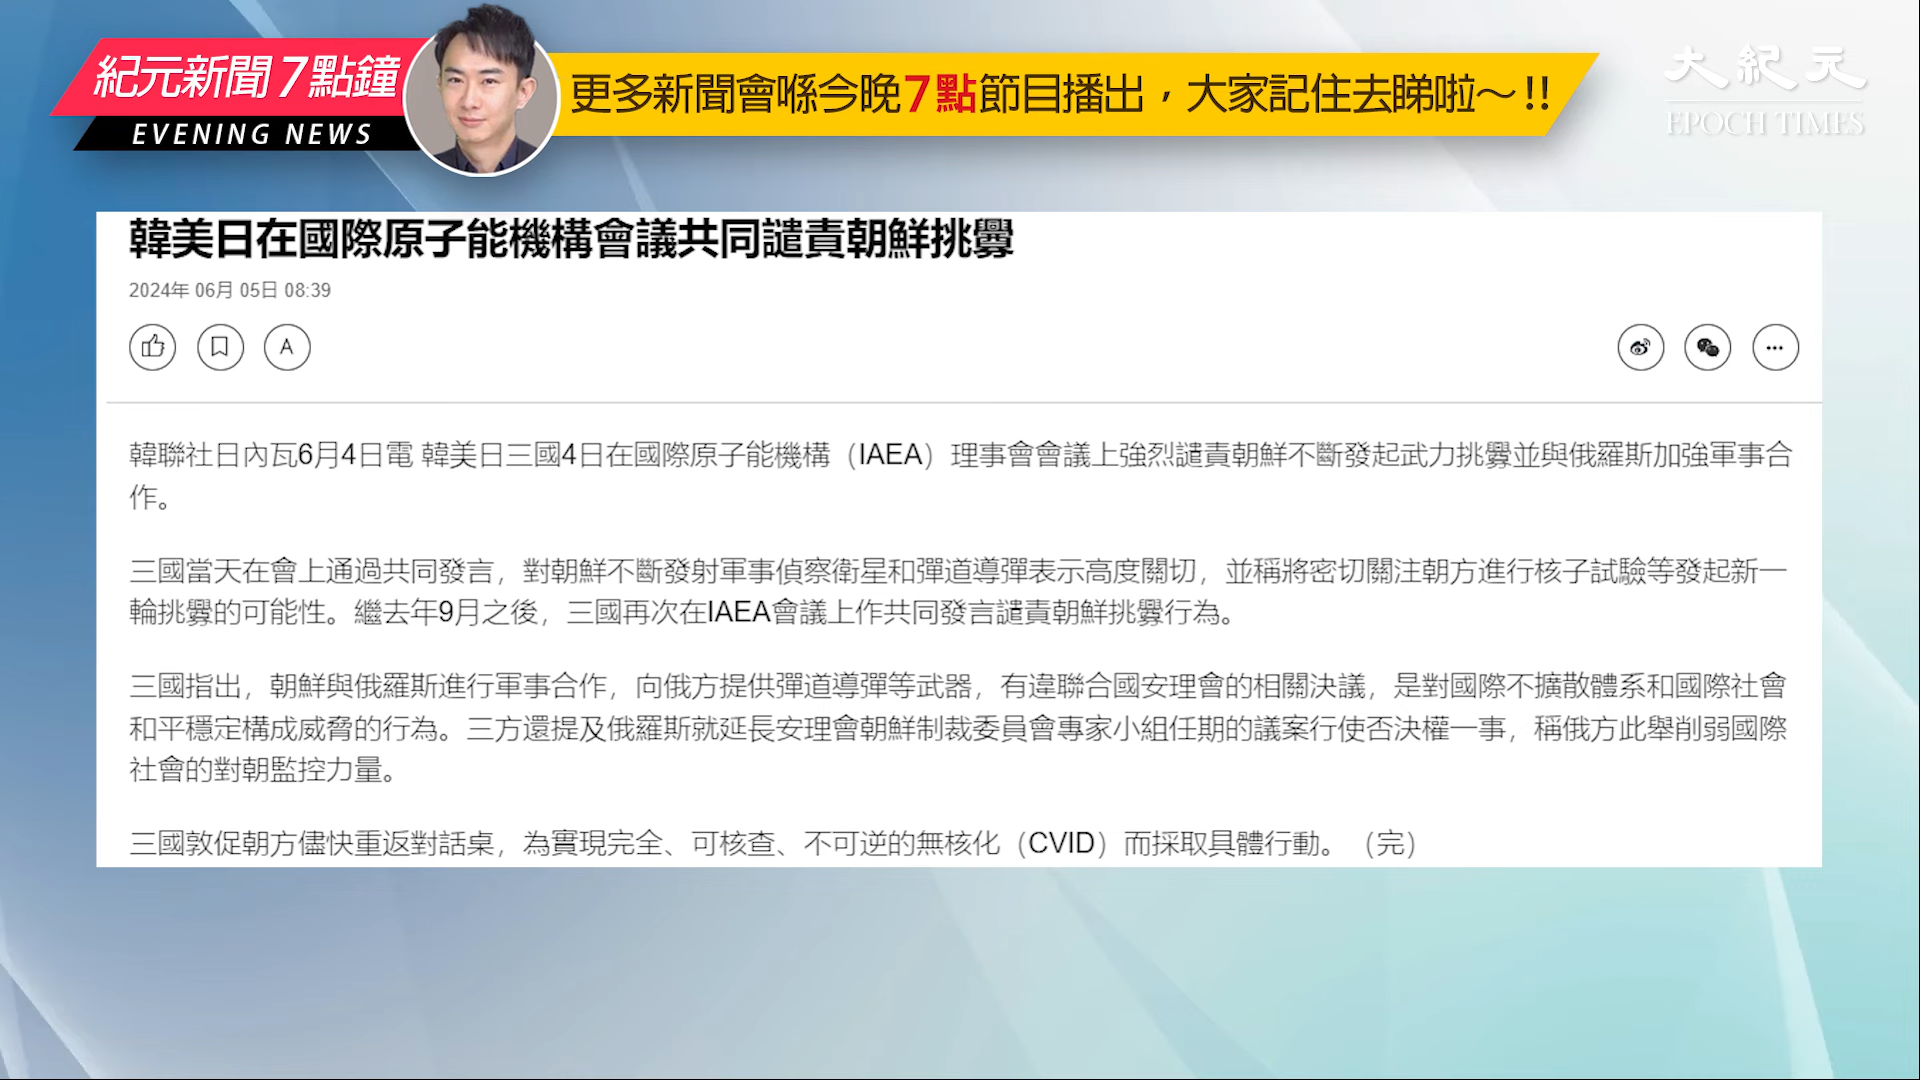 紀元新聞7點鐘
EVENING NEWS
更多新聞會喺今晚7點節目播出，大家記住去睇啦～!!
大紀元
EPOCH TIMES
韓美日在國際原子能機構會議共同譴責朝鮮挑釁
2024年 06月 05日 08:39
A
韓聯社日內瓦6月4日電 韓美日三國4日在國際原子能機構（IAEA）理事會會議上強烈譴責朝鮮不斷發起武力挑釁並與俄羅斯加強軍事合
作。
三國當天在會上通過共同發言，對朝鮮不斷發射軍事偵察衛星和彈道導彈表示高度關切，並稱將密切關注朝方進行核子試驗等發起新一
輪挑釁的可能性。繼去年9月之後，三國再次在IAEA會議上作共同發言譴責朝鮮挑釁行為。
三國指出，朝鮮與俄羅斯進行軍事合作，向俄方提供彈道導彈等武器，有違聯合國安理會的相關決議，是對國際不擴散體系和國際社會
和平穩定構成威脅的行為。三方還提及俄羅斯就延長安理會朝鮮制裁委員會專家小組任期的議案行使否決權一事，稱俄方此舉削弱國際
社會的對朝監控力量。
三國敦促朝方儘快重返對話桌，為實現完全、可核查、不可逆的無核化（CVID）而採取具體行動。（完）